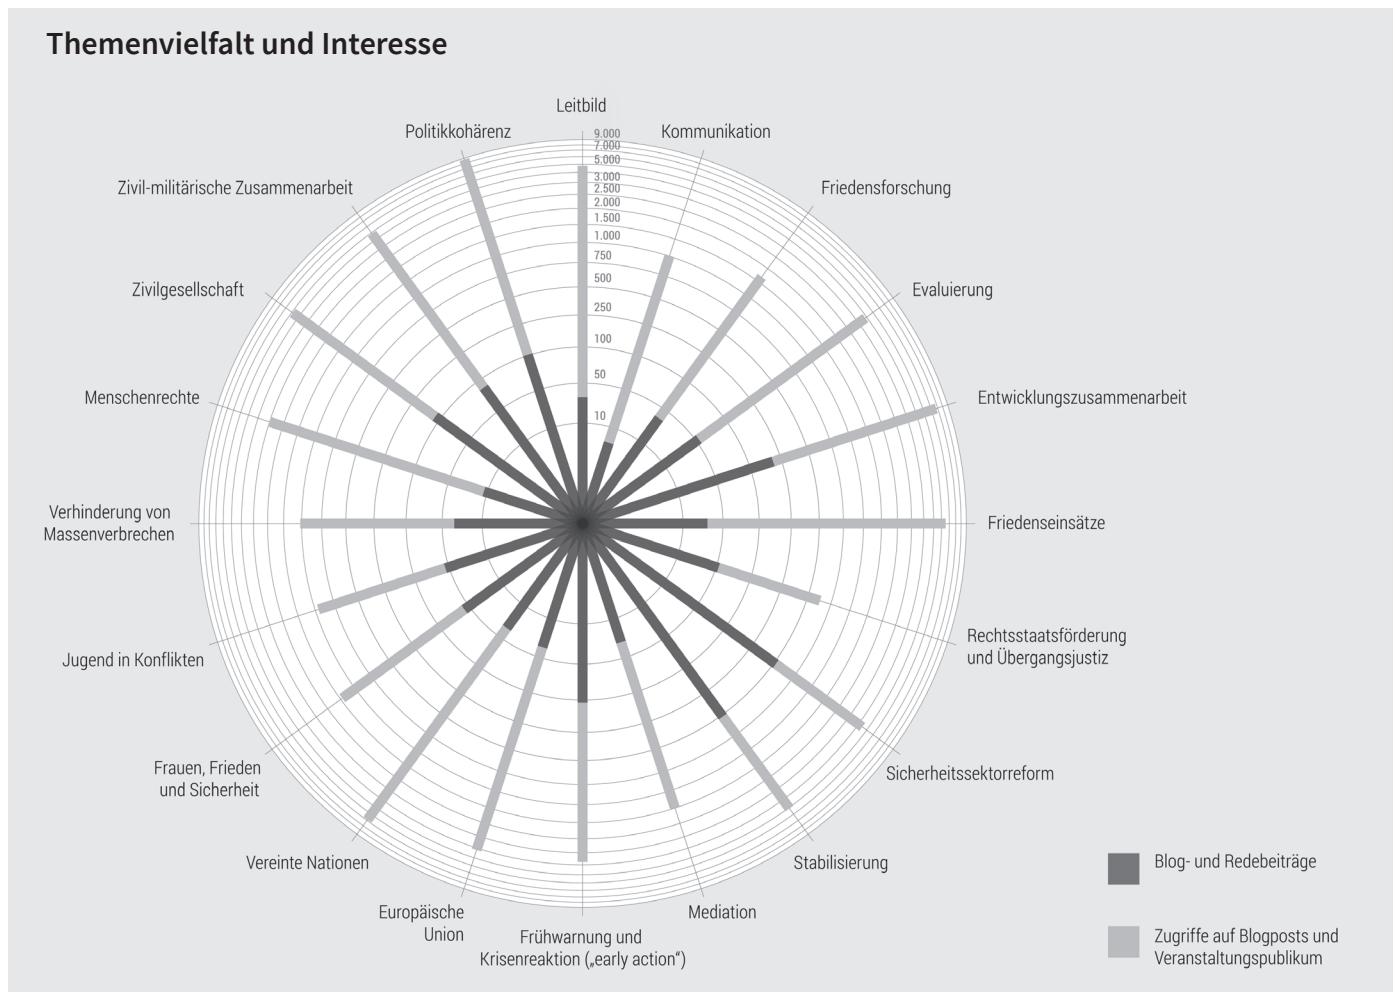 Themenvielfalt und Interesse
Leitbild
Politikkohärenz
Kommunikation
9.000
7.000
5.000
3.000
2.500
2.000
1.500
1.000
750
500
250
100
50
10
Zivil-militärische Zusammenarbeit
Friedensforschung
Zivilgesellschaft
Evaluierung
Menschenrechte
Entwicklungszusammenarbeit
Verhinderung von
Massenverbrechen
Friedenseinsätze
Jugend in Konflikten
Rechtsstaatsförderung
und Übergangsjustiz
Frauen, Frieden
und Sicherheit
Sicherheitssektorreform
Vereinte Nationen
Stabilisierung
Europäische
Union
Mediation
Frühwarnung und
Krisenreaktion („early action“)
Blog- und Redebeiträge
Zugriffe auf Blogposts und
Veranstaltungspublikum